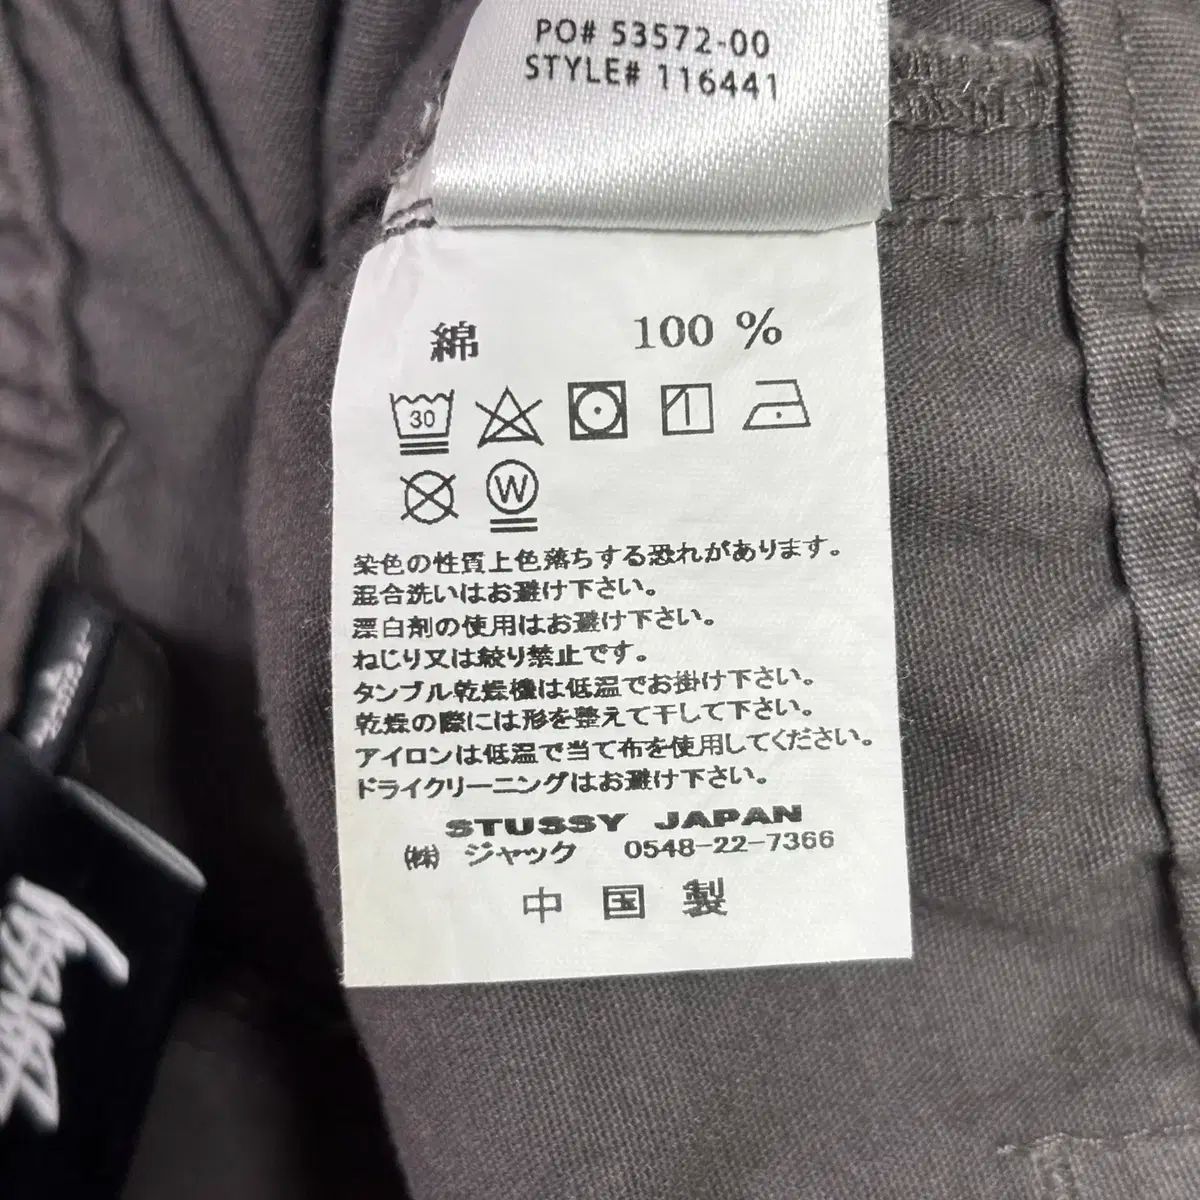 PO# 53572-00
STYLE# 116441
綿 100 %
30
W
染色の性質上色落ちする恐れがあります。
混合洗いはお避け下さい。
漂白剤の使用はお避け下さい。
ねじり又は絞り禁止です。
タンブル乾燥機は低温でお掛け下さい。
乾燥の際には形を整えて干して下さい。
アイロンは低温で当て布を使用してください。
ドライクリーニングはお避け下さい。
STUSSY JAPAN
㈱ ジャック 0548-22-7366
中国製